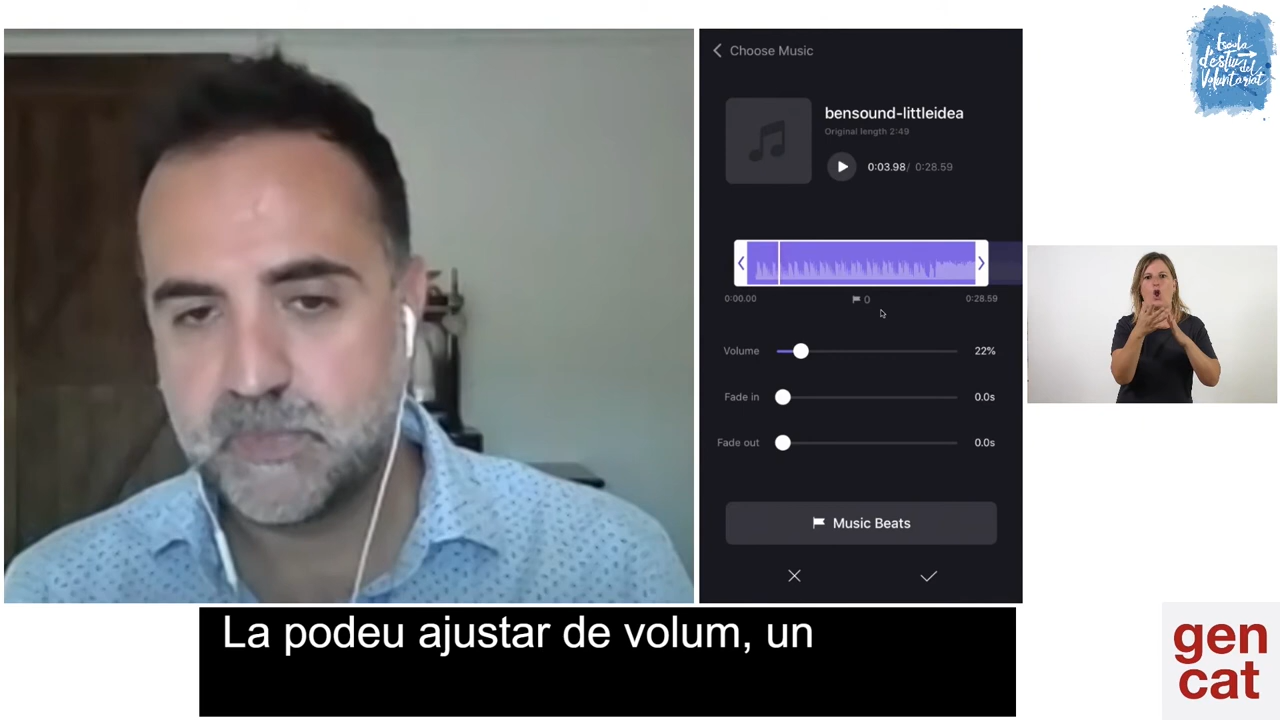 Choose Music
bensound-littleidea
Original length 2:49
0:03.98/ 0:28.59
0:00.00
0
0:28.59
Volume
22%
Fade in
0.0s
Fade out
0.0s
Music Beats
La podeu ajustar de volum, un
Escola
d'estiu del
Voluntariat
gen
cat